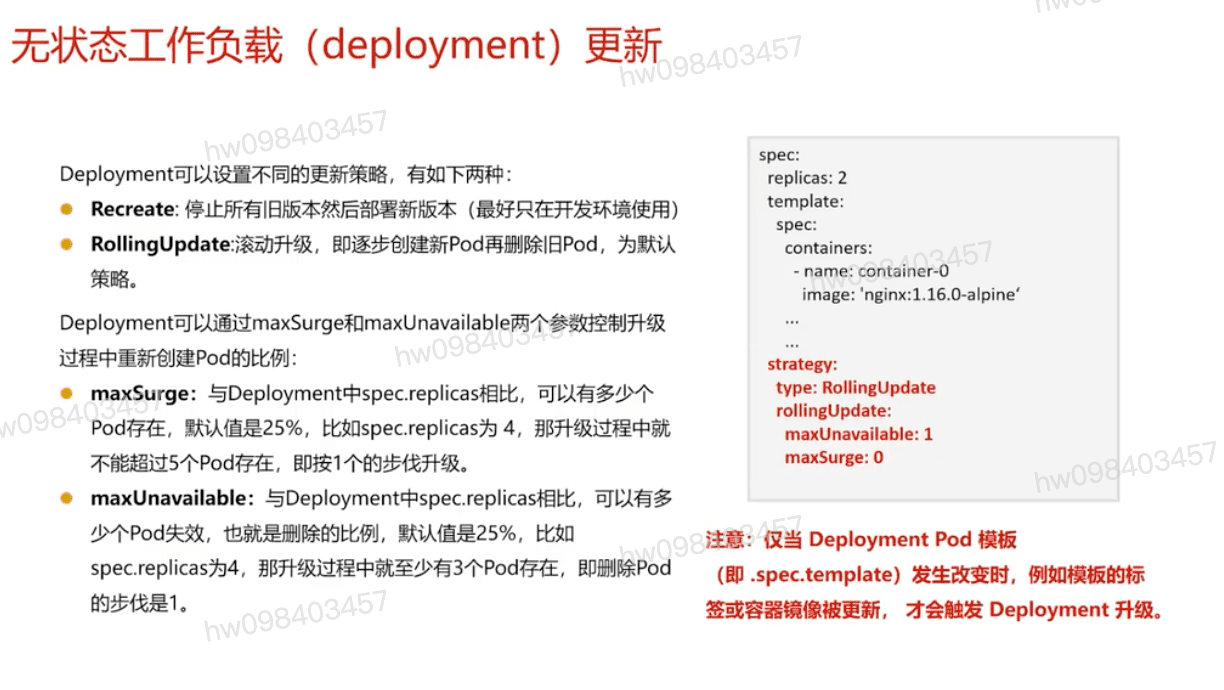 无状态工作负载（deployment）更新
Deployment可以设置不同的更新策略，有如下两种：
Recreate: 停止所有旧版本然后部署新版本（最好只在开发环境使用）
RollingUpdate:滚动升级，即逐步创建新Pod再删除旧Pod，为默认
策略。
Deployment可以通过maxSurge和maxUnavailable两个参数控制升级
过程中重新创建Pod的比例：
maxSurge：与Deployment中spec.replicas相比，可以有多少个
Pod存在，默认值是25%，比如spec.replicas为 4，那升级过程中就
不能超过5个Pod存在，即按1个的步伐升级。
maxUnavailable：与Deployment中spec.replicas相比，可以有多
少个Pod失效，也就是删除的比例，默认值是25%，比如
spec.replicas为4，那升级过程中就至少有3个Pod存在，即删除Pod
的步伐是1。
spec:
replicas: 2
template:
spec:
containers:
- name: container-0
image: 'nginx:1.16.0-alpine‘
...
...
strategy:
type: RollingUpdate
rollingUpdate:
maxUnavailable: 1
maxSurge: 0
注意：仅当 Deployment Pod 模板
（即 .spec.template）发生改变时，例如模板的标
签或容器镜像被更新， 才会触发 Deployment 升级。
hw098403457
hw098403457
hw098403457
hw098403457
w098403457
hw098403457
hw098403457
hw098403457